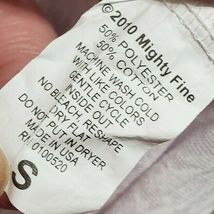 ©2010 Mighty Fine
50% POLYESTER
50% COTTON
MACHINE WASH COLD
WITH LIKE COLORS
INSIDE OUT
GENTLE CYCLE
NO BLEACH, RESHAPE
LAY FLAT DRY
DO NOT PUT IN DRYER
MADE IN USA
RN 0100520
S